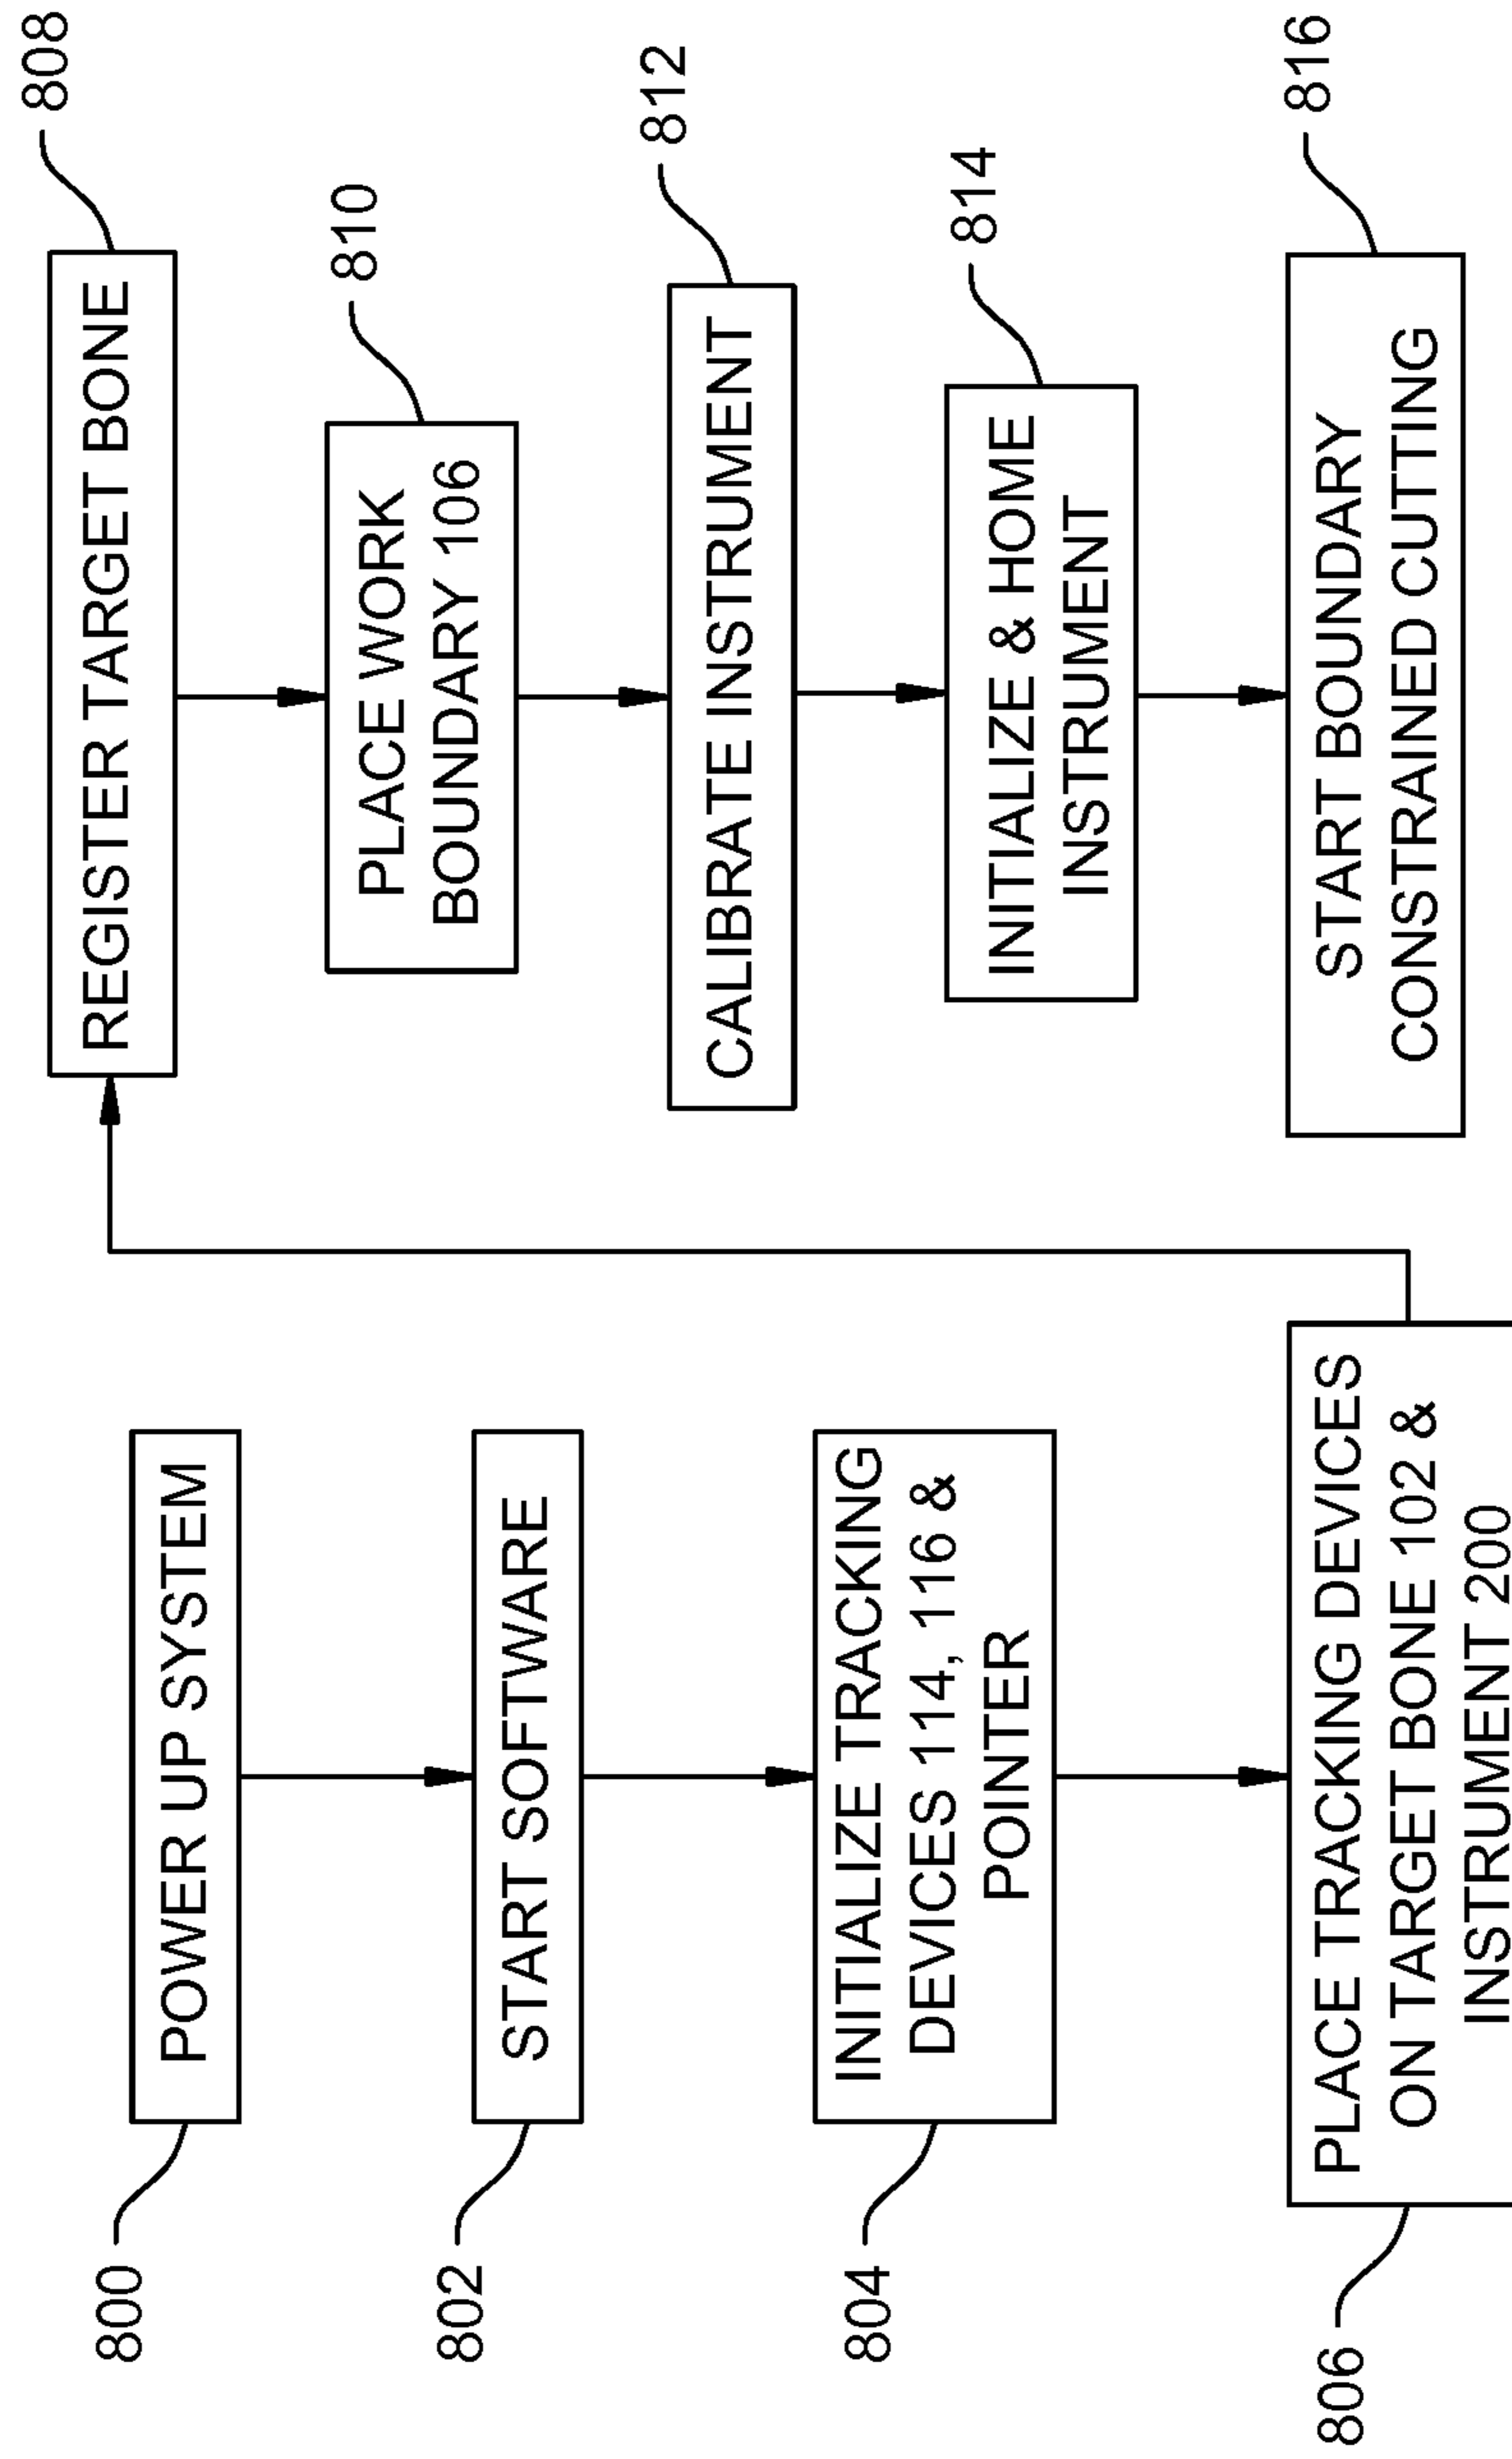 800
POWER UP SYSTEM
802
START SOFTWARE
804
INITIALIZE TRACKING
DEVICES 114, 116 &
POINTER
806
PLACE TRACKING DEVICES
ON TARGET BONE 102 &
INSTRUMENT 200
808
REGISTER TARGET BONE
810
PLACE WORK
BOUNDARY 106
812
CALIBRATE INSTRUMENT
814
INITIALIZE & HOME
INSTRUMENT
816
START BOUNDARY
CONSTRAINED CUTTING